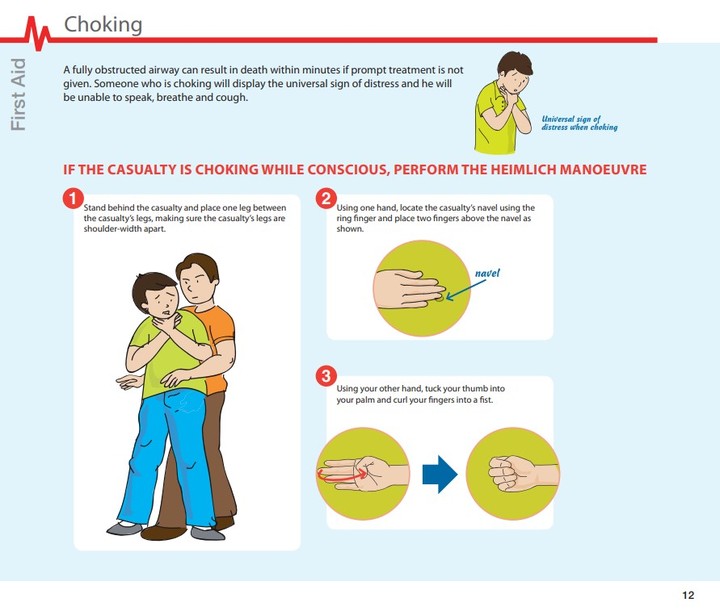 Choking
First Aid
A fully obstructed airway can result in death within minutes if prompt treatment is not
given. Someone who is choking will display the universal sign of distress and he will
be unable to speak, breathe and cough.
Universal sign of
distress when choking
IF THE CASUALTY IS CHOKING WHILE CONSCIOUS, PERFORM THE HEIMLICH MANOEUVRE
1
Stand behind the casualty and place one leg between
the casualty's legs, making sure the casualty's legs are
shoulder-width apart.
2
Using one hand, locate the casualty's navel using the
ring finger and place two fingers above the navel as
shown.
navel
3
Using your other hand, tuck your thumb into
your palm and curl your fingers into a fist.
12